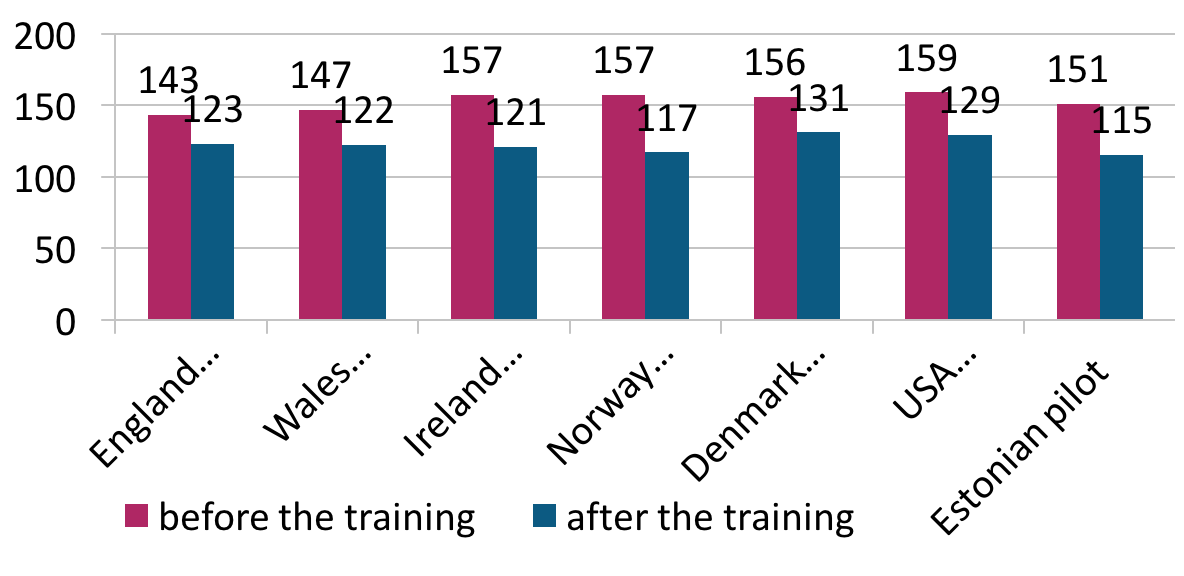 200
150
100
50
0
143
123
147
122
157
121
157
117
156
131
159
129
151
115
England...
Wales...
Ireland...
Norway...
Denmark...
USA...
Estonian pilot
before the training
after the training